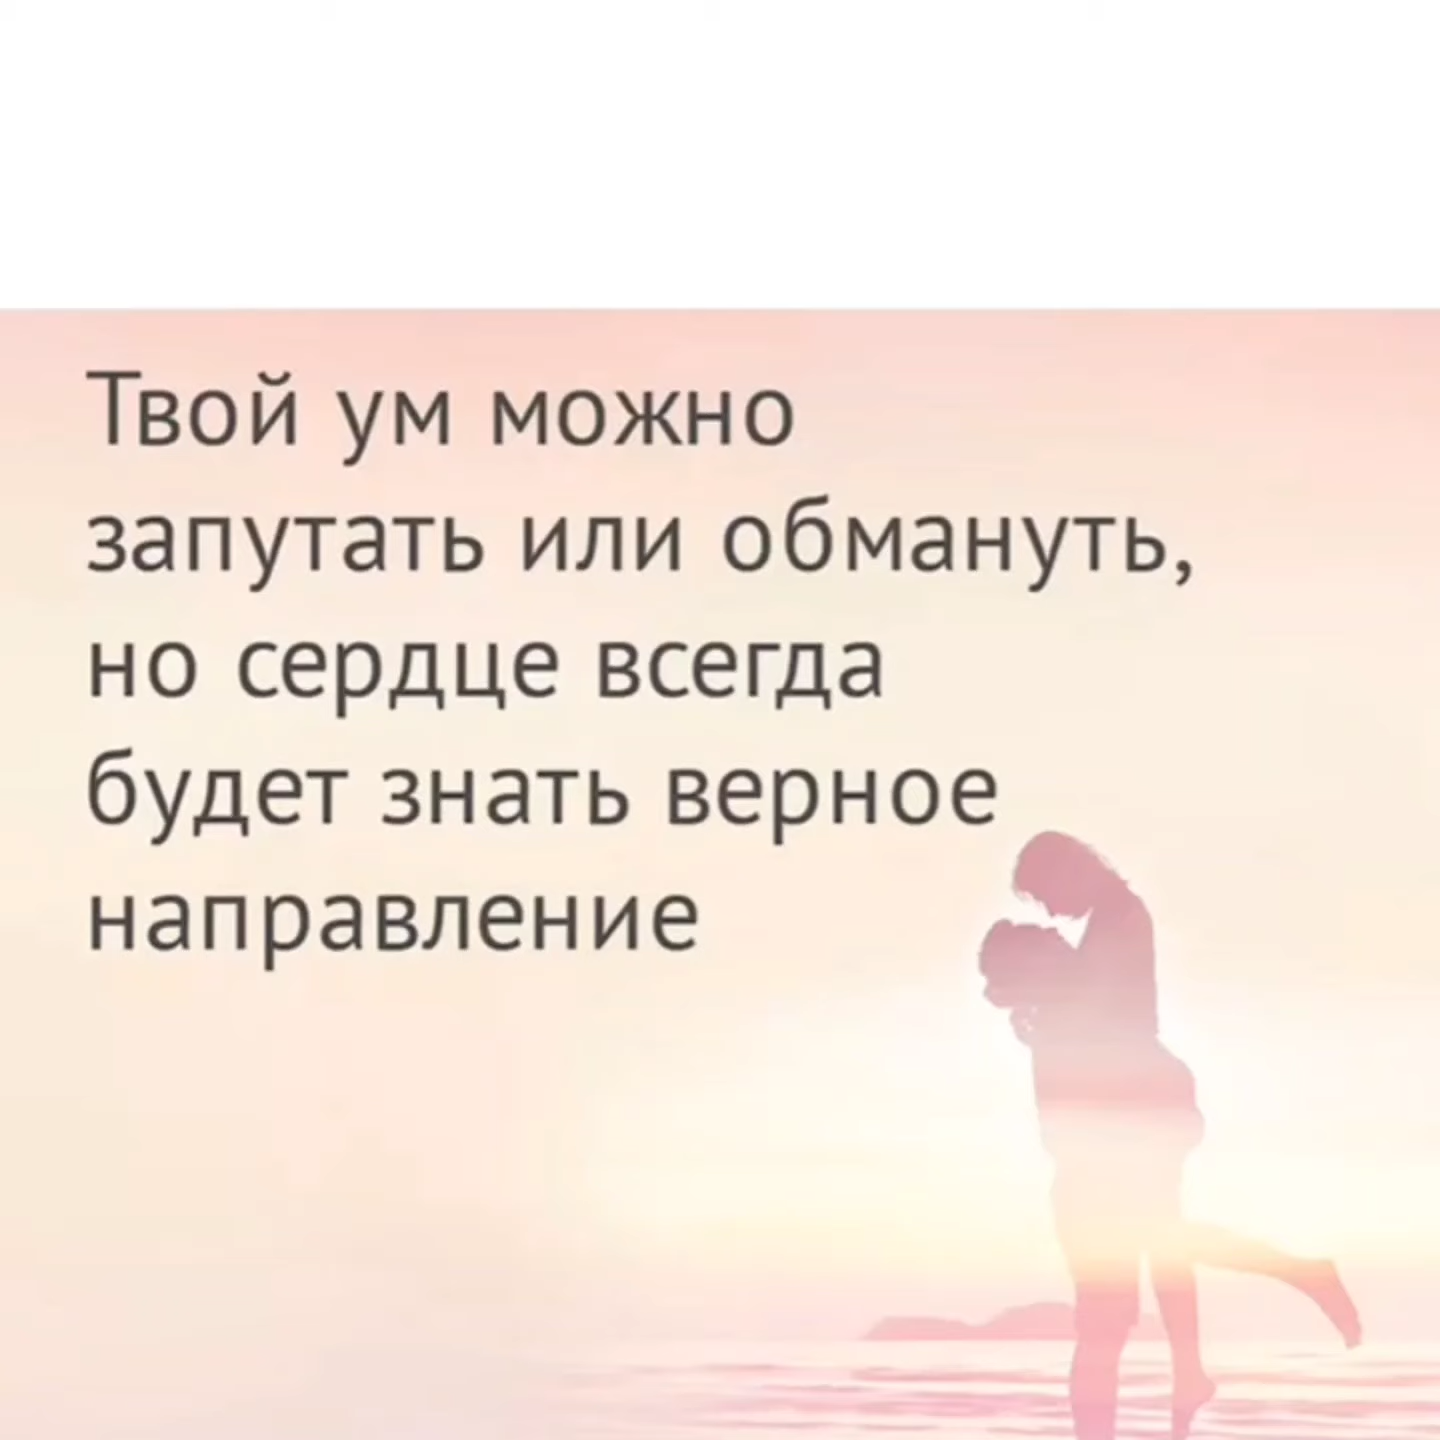 Твой ум можно
запутать или обмануть,
но сердце всегда
будет знать верное
направление